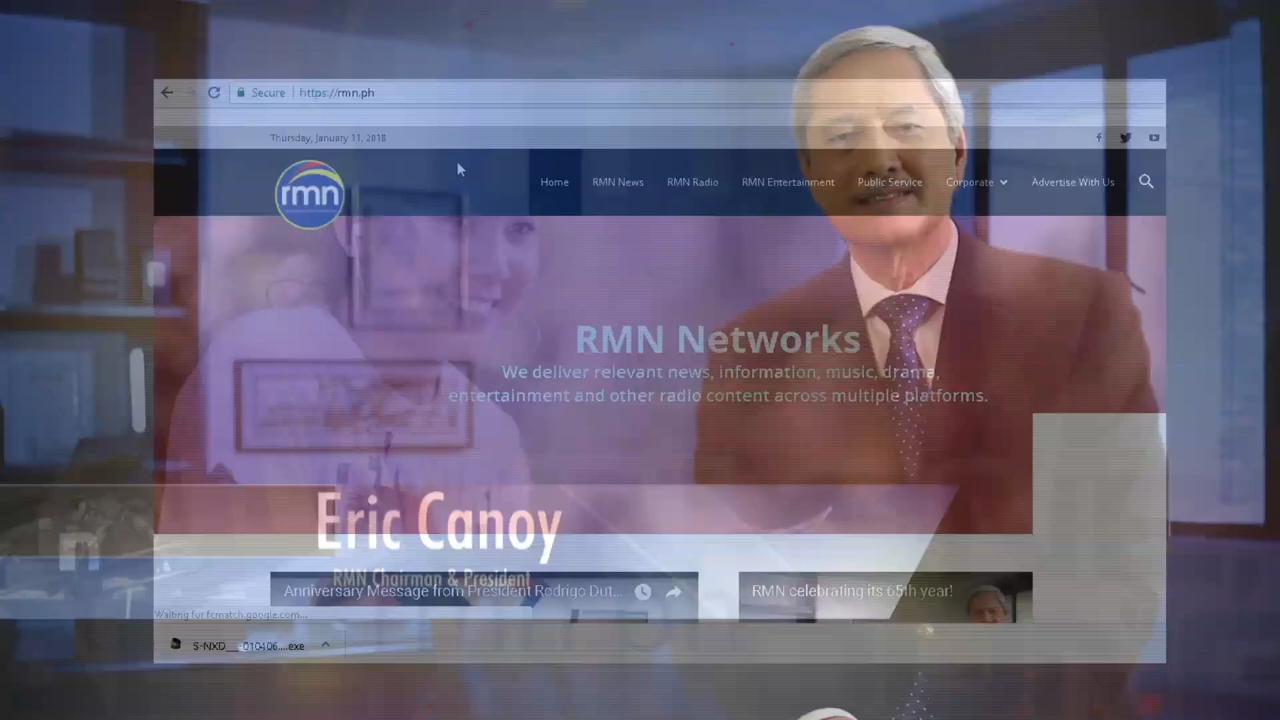 Secure https://rmn.ph
Thursday, January 11, 2018
rmn
Home RMN News RMN Radio RMN Entertainment Public Service Corporate Advertise With Us
RMN Networks
We deliver relevant news, information, music, drama,
entertainment and other radio content across multiple platforms.
Eric Canoy
RMN Chairman & President
Anniversary Message from President Rodrigo Dut...
RMN celebrating its 65th year!
Waiting for fcmatch.google.com...
S-NXD__-010406....exe